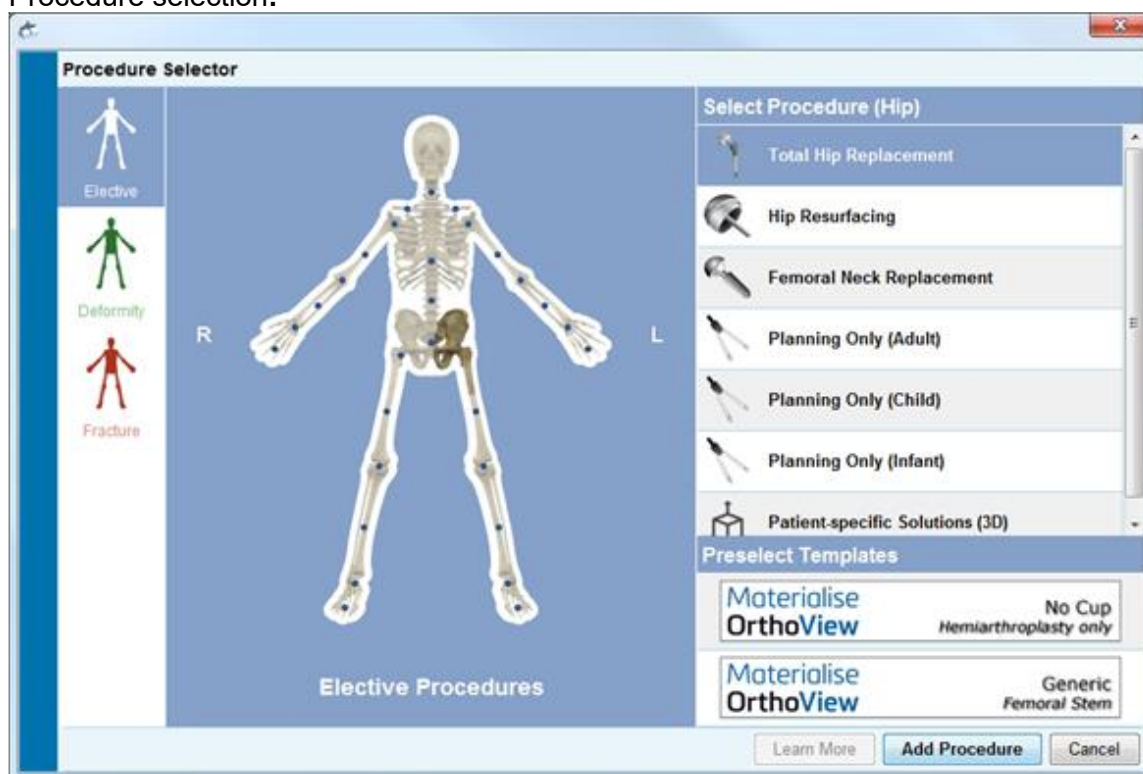 Procedure selection.
Procedure Selector
Elective
Deformity
Fracture
R
L
Elective Procedures
Select Procedure (Hip)
Total Hip Replacement
Hip Resurfacing
Femoral Neck Replacement
Planning Only (Adult)
Planning Only (Child)
Planning Only (Infant)
Patient-specific Solutions (3D)
Preselect Templates
Materialise
OrthoView
No Cup
Hemiarthroplasty only
Materialise
OrthoView
Generic
Femoral Stem
Learn More
Add Procedure
Cancel